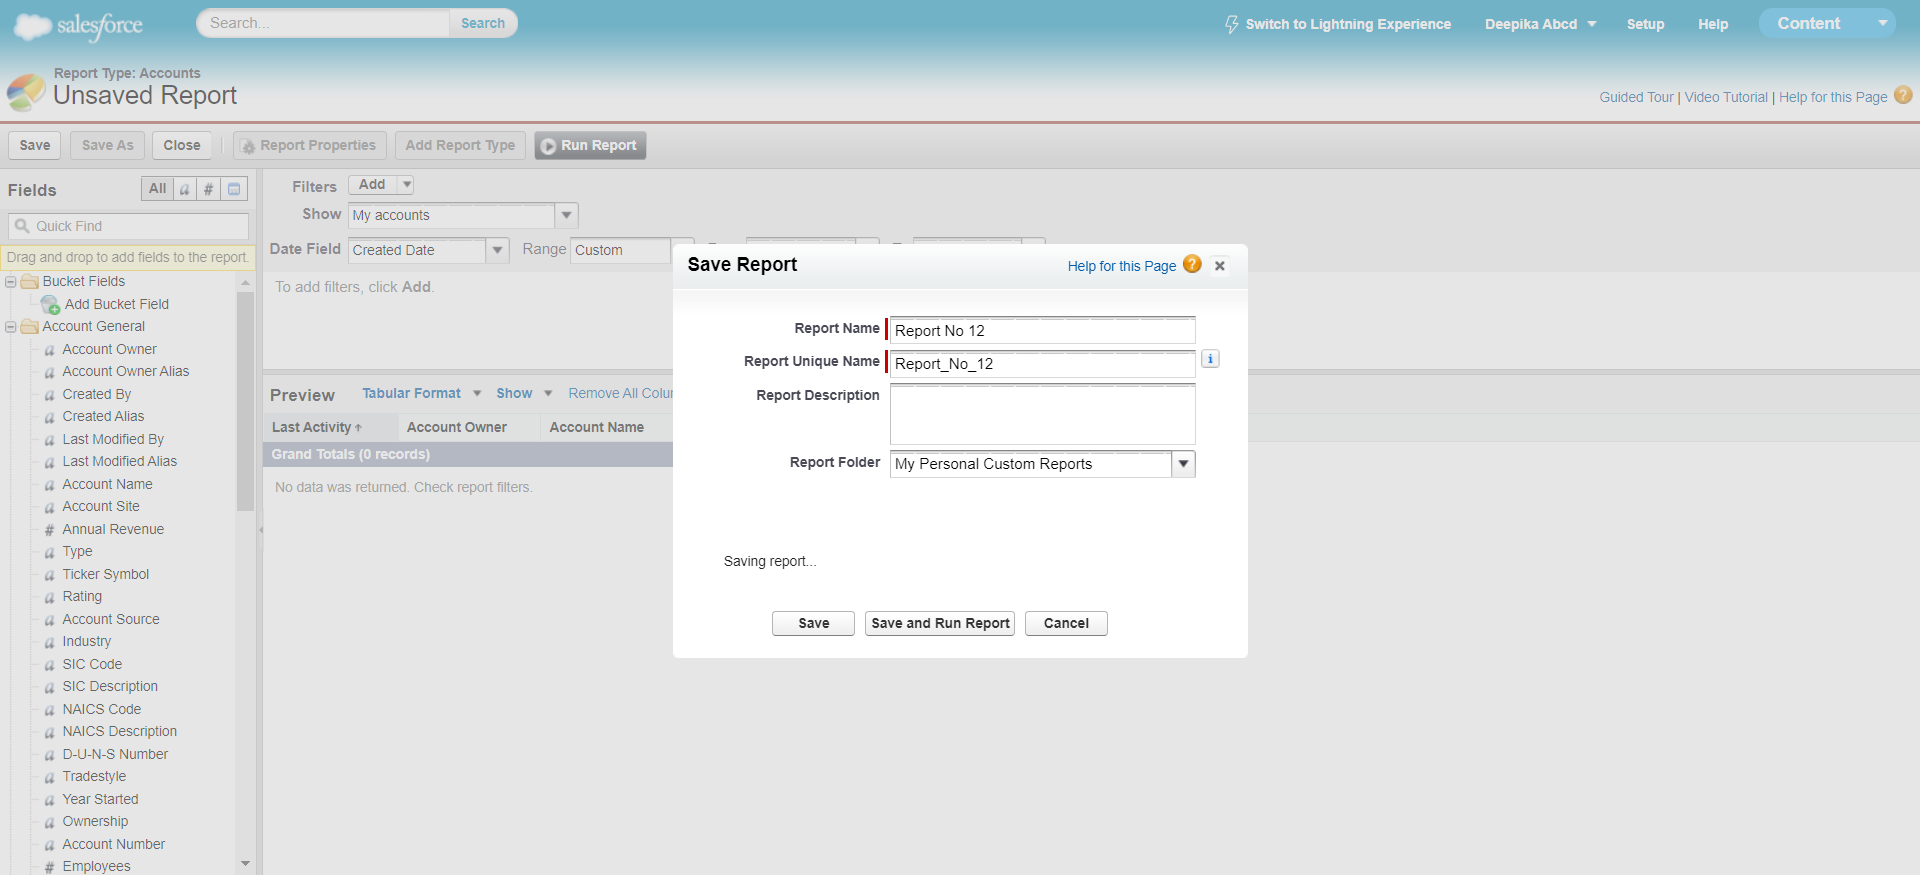 salesforce
Search...
Search
Switch to Lightning Experience
Deepika Abcd
Setup
Help
Content
Report Type: Accounts
Unsaved Report
Guided Tour | Video Tutorial | Help for this Page ?
Save
Save As
Close
Report Properties
Add Report Type
Run Report
Fields
All
a
#
Quick Find
Drag and drop to add fields to the report.
Bucket Fields
Add Bucket Field
Account General
a Account Owner
a Account Owner Alias
a Created By
a Created Alias
a Last Modified By
a Last Modified Alias
a Account Name
a Account Site
# Annual Revenue
a Type
a Ticker Symbol
a Rating
a Account Source
a Industry
a SIC Code
a SIC Description
a NAICS Code
a NAICS Description
a D-U-N-S Number
a Tradestyle
a Year Started
a Ownership
a Account Number
# Employees
Filters
Add
Show
My accounts
Date Field
Created Date
Range
Custom
To add filters, click Add.
Preview
Tabular Format
Show
Remove All
Last Activity
Account Owner
Account Name
Grand Totals (0 records)
No data was returned. Check report filters.
Save Report
Help for this Page ?
Report Name
Report No 12
Report Unique Name
Report_No_12
i
Report Description
Report Folder
My Personal Custom Reports
Saving report...
Save
Save and Run Report
Cancel